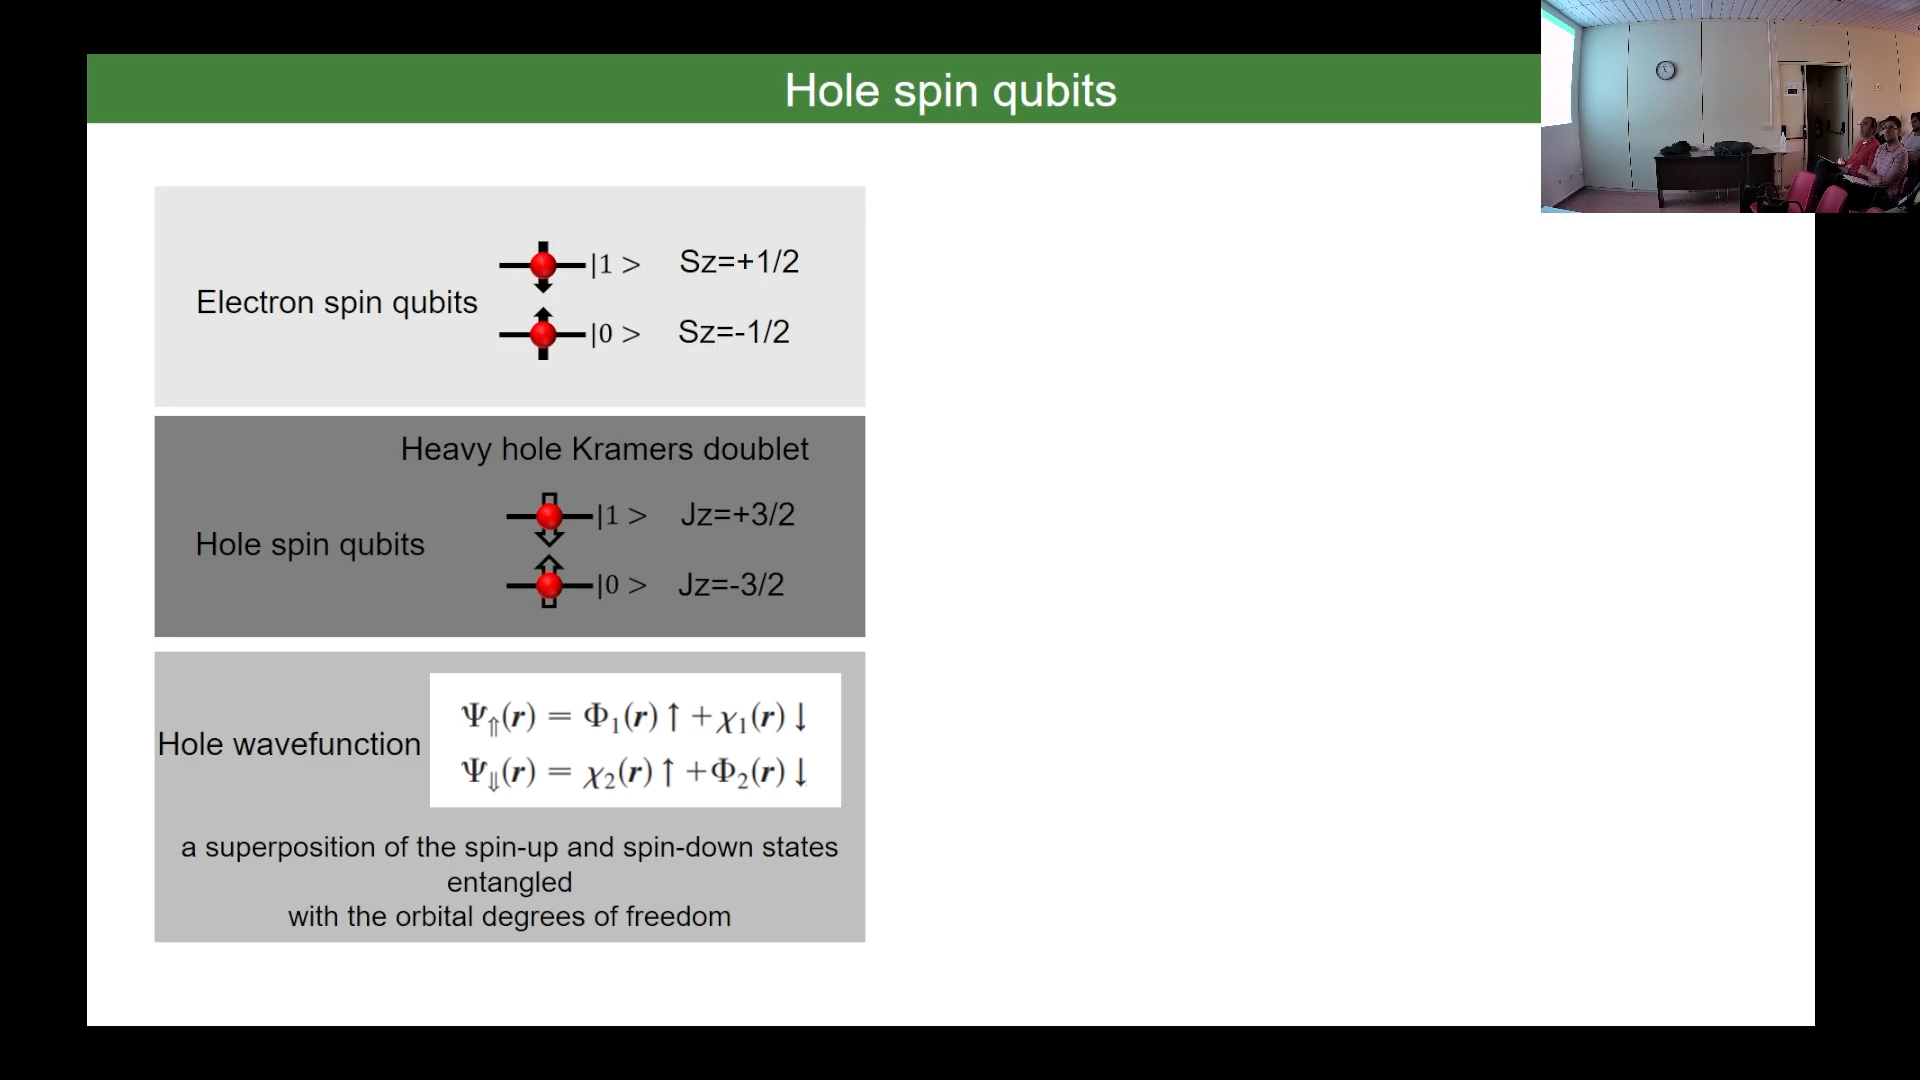 Hole spin qubits
Electron spin qubits
|1 > Sz=+1/2
|0 > Sz=-1/2
Heavy hole Kramers doublet
Hole spin qubits
|1 > Jz=+3/2
|0 > Jz=-3/2
Hole wavefunction
Ψ⇑(r) = Φ1(r)↑+χ1(r)↓
Ψ⇓(r) = χ2(r)↑+Φ2(r)↓
a superposition of the spin-up and spin-down states
entangled
with the orbital degrees of freedom